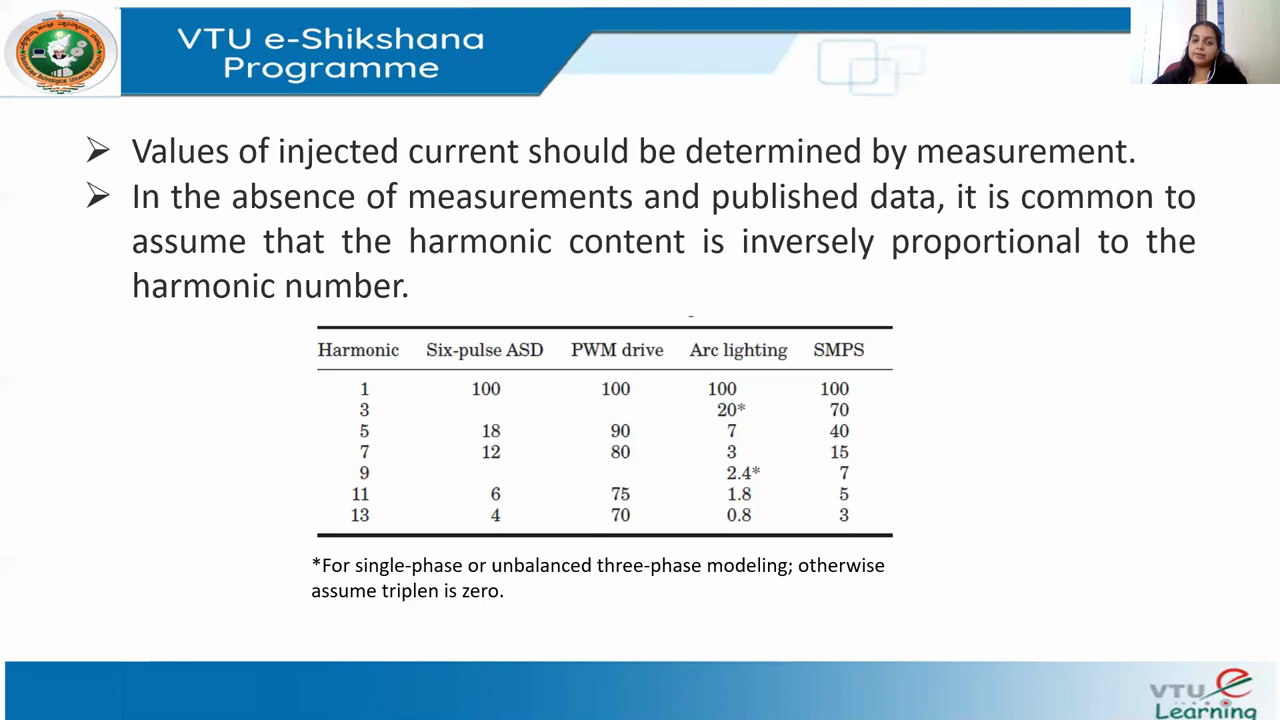 VTU e-Shikshana
Programme
➢ Values of injected current should be determined by measurement.
➢ In the absence of measurements and published data, it is common to
assume that the harmonic content is inversely proportional to the
harmonic number.
Harmonic Six-pulse ASD PWM drive Arc lighting SMPS
1 100 100 100 100
3 20* 70
5 18 90 7 40
7 12 80 3 15
9 2.4* 7
11 6 75 1.8 5
13 4 70 0.8 3
*For single-phase or unbalanced three-phase modeling; otherwise
assume triplen is zero.
VTU e
Learning